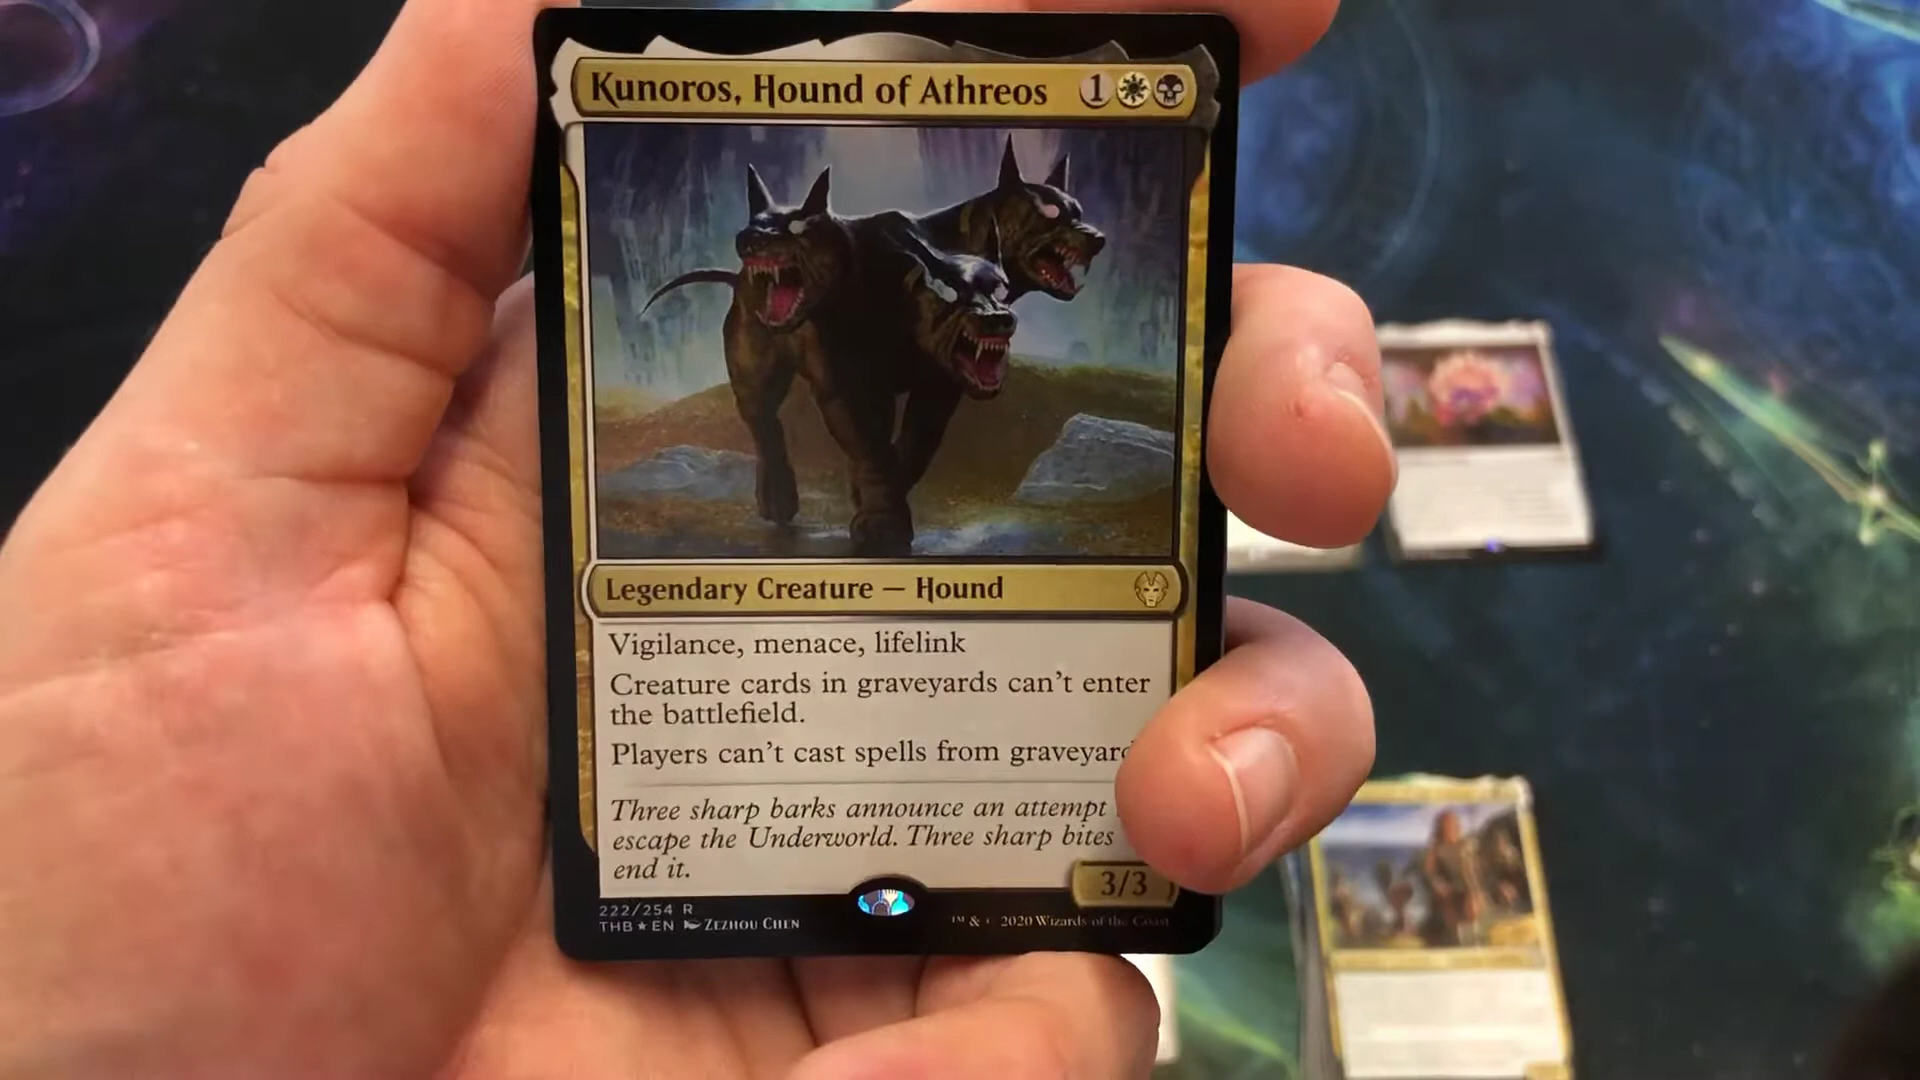 Kunoros, Hound of Athreos 1
Legendary Creature — Hound
Vigilance, menace, lifelink
Creature cards in graveyards can't enter
the battlefield.
Players can't cast spells from
Three sharp barks announce an attempt
escape the Underworld. Three sharp bites
end it.
3/3
222/254 R
THB★EN ZEZHOU CHEN
™ & © 2020 Wizards of the Coast